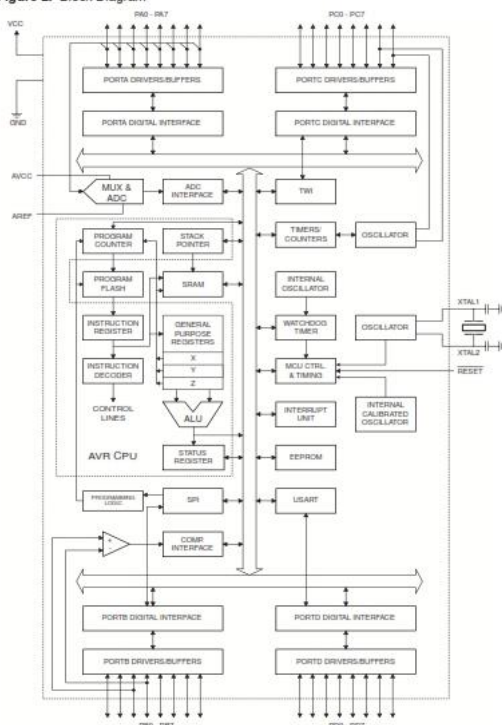 Figure 2. Block Diagram
PA0 - PA7
PC0 - PC7
VCC
PORTA DRIVERS/BUFFERS
PORTC DRIVERS/BUFFERS
GND
PORTA DIGITAL INTERFACE
PORTC DIGITAL INTERFACE
AVCC
MUX &
ADC
ADC
INTERFACE
TWI
AREF
PROGRAM
COUNTER
STACK
POINTER
TIMERS/
COUNTERS
OSCILLATOR
PROGRAM
FLASH
SRAM
INTERNAL
OSCILLATOR
XTAL1
INSTRUCTION
REGISTER
GENERAL
PURPOSE
REGISTERS
WATCHDOG
TIMER
OSCILLATOR
XTAL2
X
INSTRUCTION
DECODER
Y
MCU CTRL.
& TIMING
RESET
Z
CONTROL
LINES
ALU
INTERRUPT
UNIT
INTERNAL
CALIBRATED
OSCILLATOR
AVR CPU
STATUS
REGISTER
EEPROM
PROGRAMMING
LOGIC
SPI
USART
+
-
COMP.
INTERFACE
PORTB DIGITAL INTERFACE
PORTD DIGITAL INTERFACE
PORTB DRIVERS/BUFFERS
PORTD DRIVERS/BUFFERS